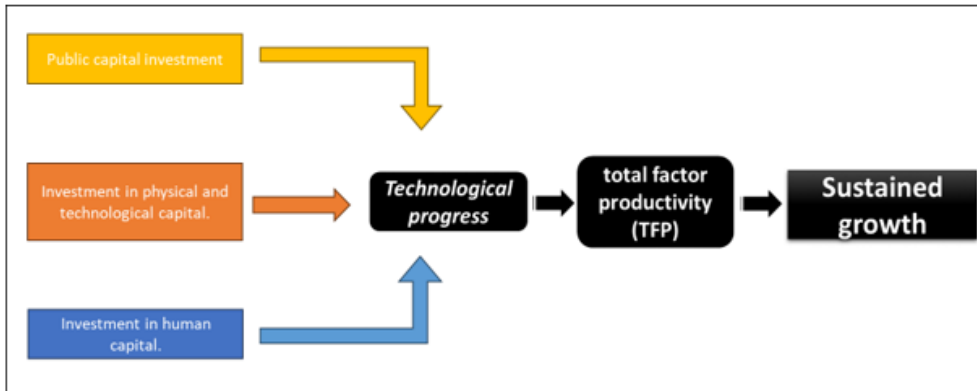 Public capital investment
Investment in physical and
technological capital.
Technological
progress
total factor
productivity
(TFP)
Sustained
growth
Investment in human
capital.